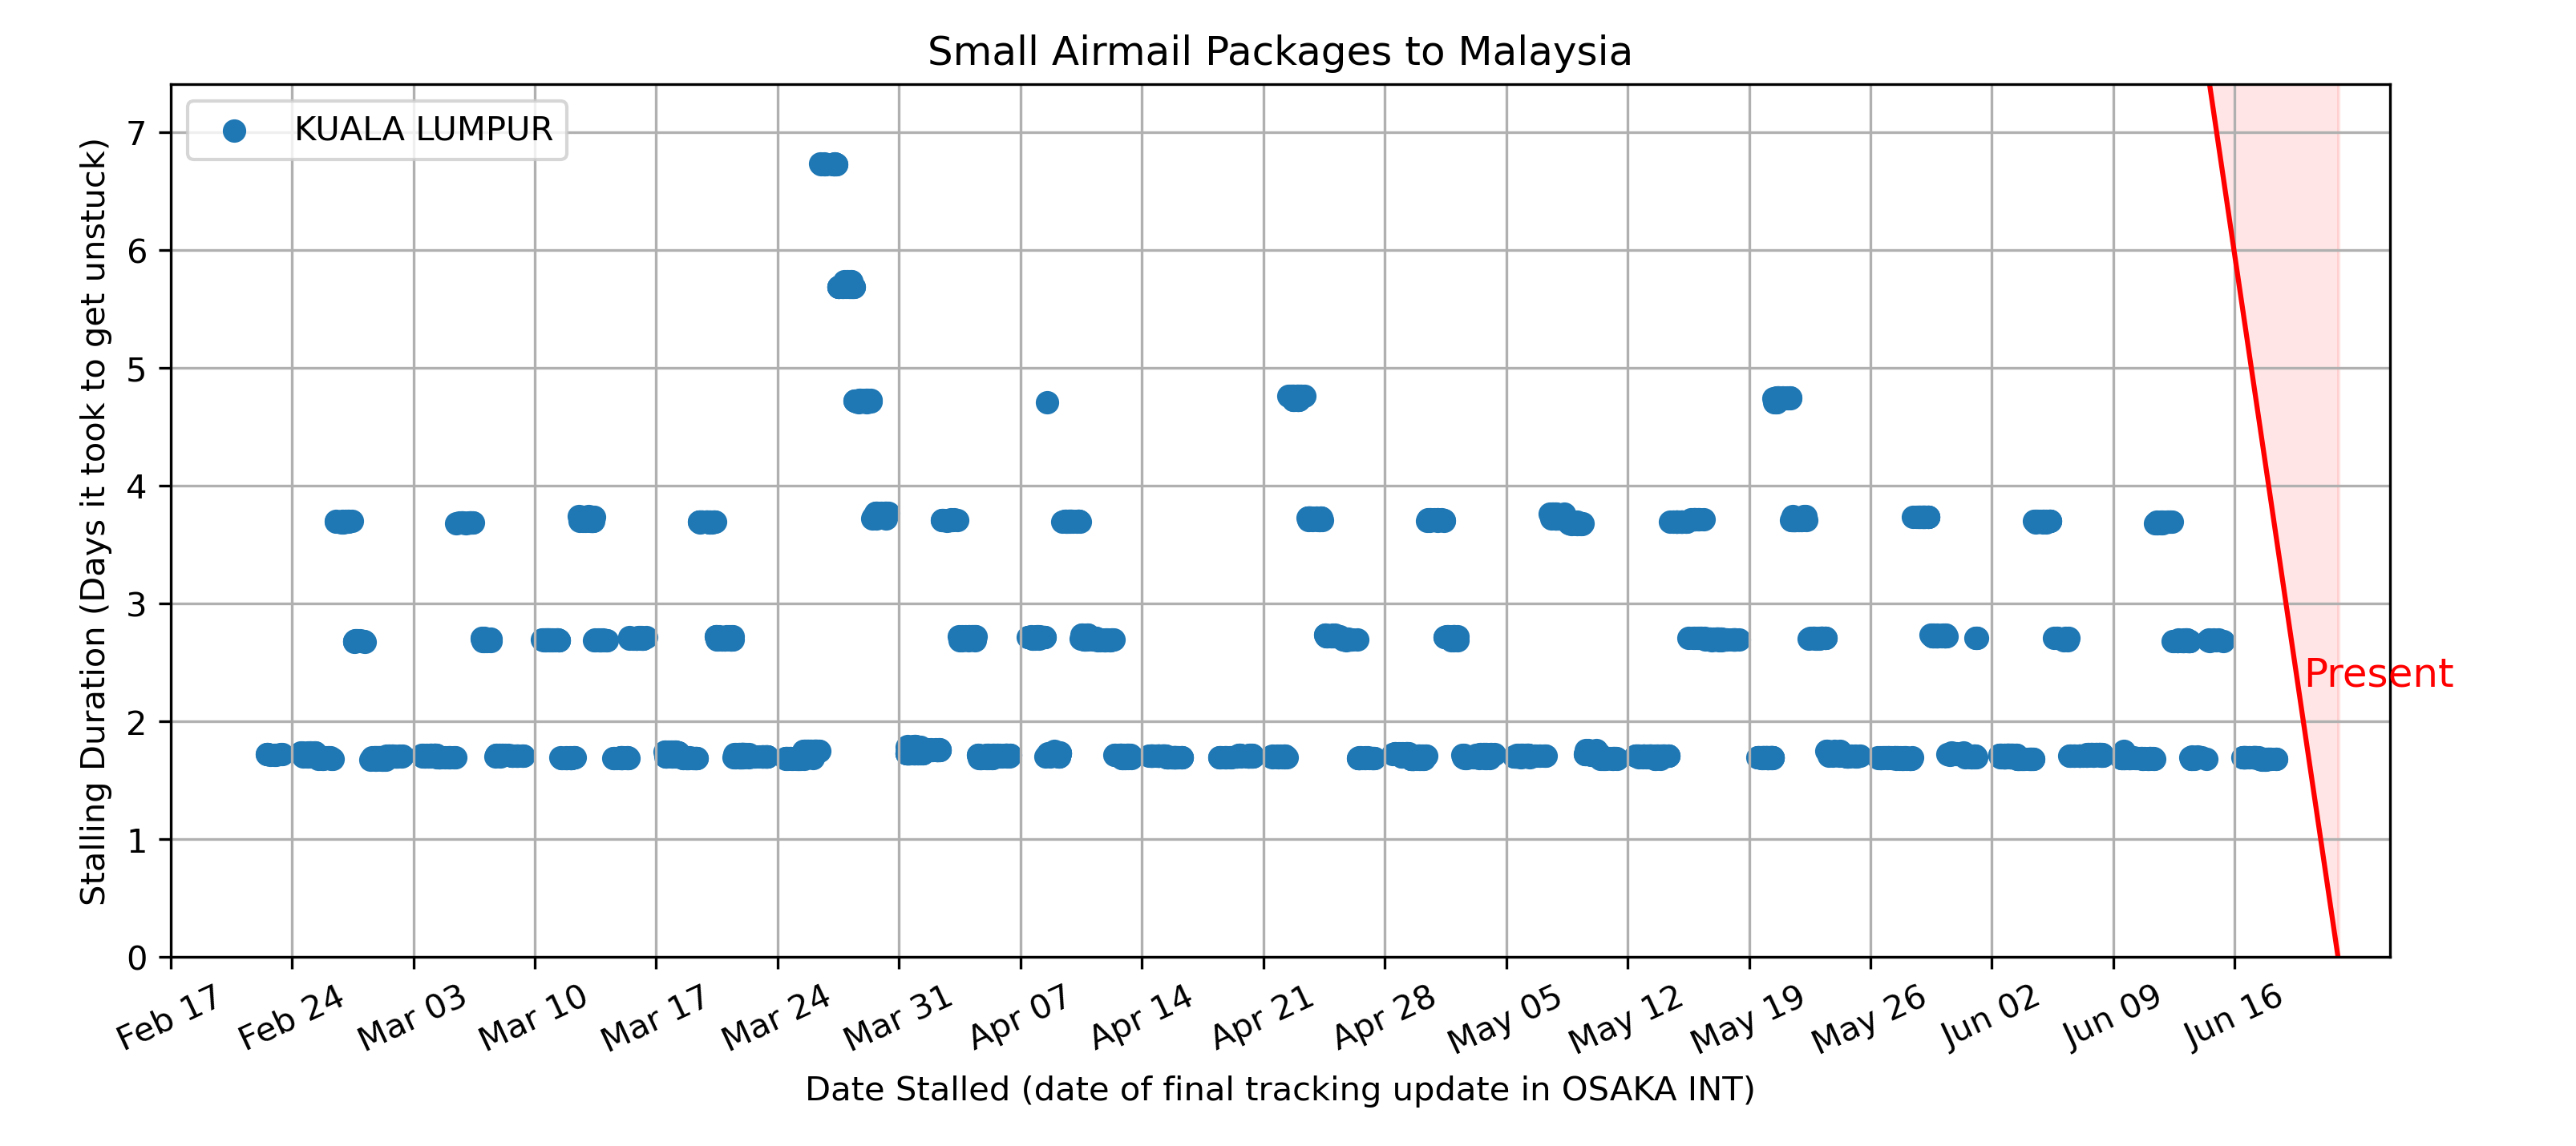 Small Airmail Packages to Malaysia
KUALA LUMPUR
Stalling Duration (Days it took to get unstuck)
7
6
5
4
3
2
1
0
Present
Feb 17
Feb 24
Mar 03
Mar 10
Mar 17
Mar 24
Mar 31
Apr 07
Apr 14
Apr 21
Apr 28
May 05
May 12
May 19
May 26
Jun 02
Jun 09
Jun 16
Date Stalled (date of final tracking update in OSAKA INT)